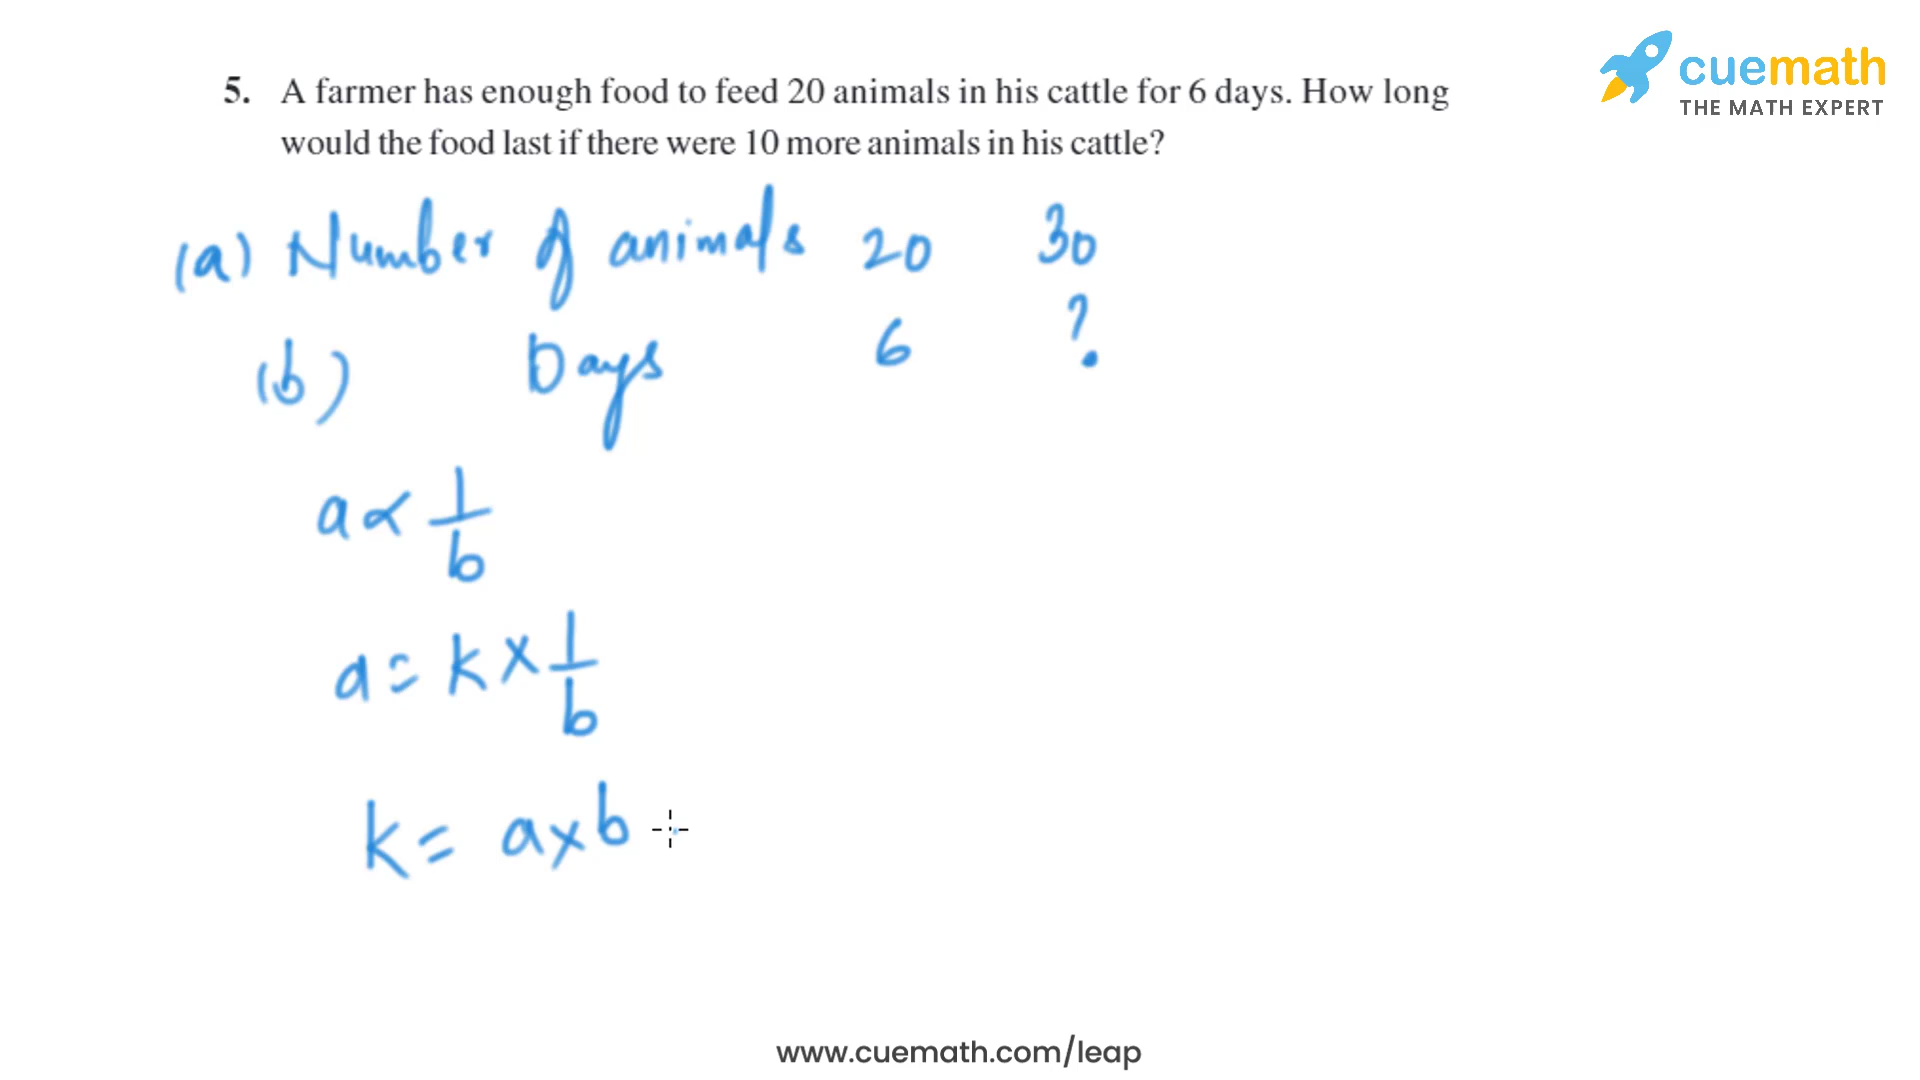 5. A farmer has enough food to feed 20 animals in his cattle for 6 days. How long
would the food last if there were 10 more animals in his cattle?
cuemath
THE MATH EXPERT
(a) Number of animals 20 30
(b) Days 6 ?
a ∝ 1/b
a = k × 1/b
k = a × b
www.cuemath.com/leap